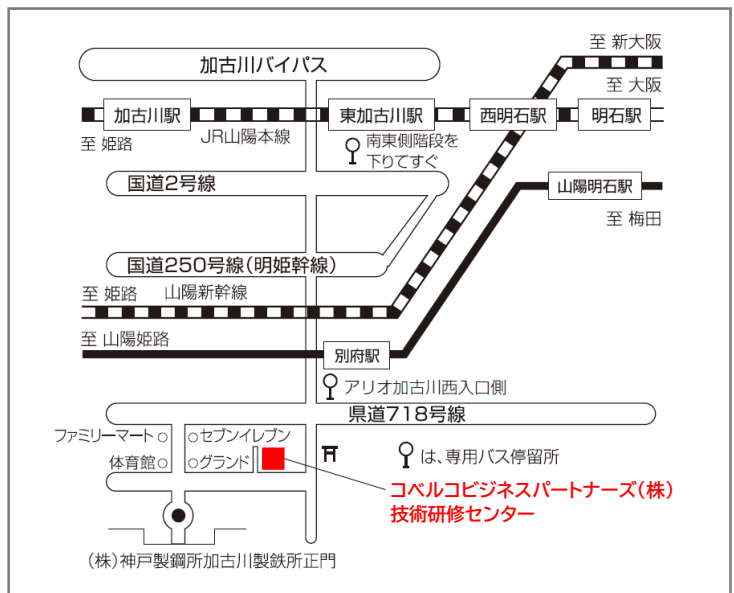 至 新大阪
加古川バイパス
至 大阪
加古川駅
東加古川駅
西明石駅
明石駅
至 姫路
JR山陽本線
南東側階段を
下りてすぐ
国道2号線
山陽明石駅
至 梅田
国道250号線(明姫幹線)
至 姫路
山陽新幹線
至 山陽姫路
別府駅
アリオ加古川西入口側
県道718号線
ファミリーマート
セブンイレブン
体育館
グランド
は、専用バス停留所
コベルコビジネスパートナーズ(株)
技術研修センター
(株)神戸製鋼所加古川製鉄所正門